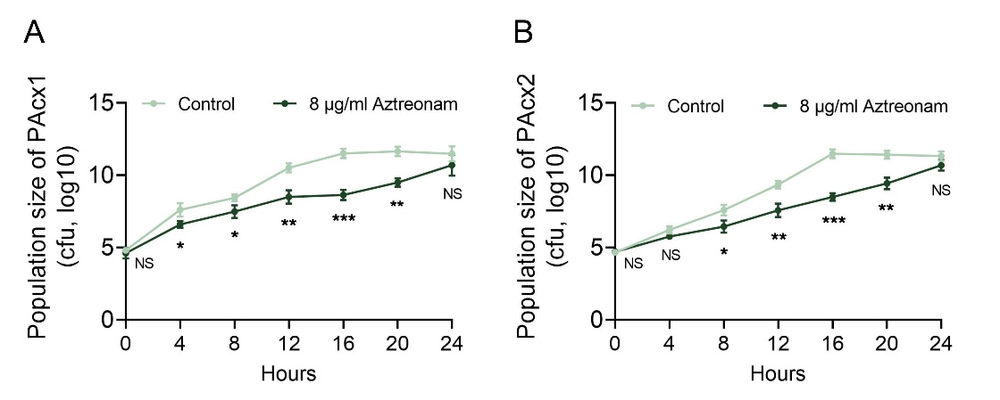 A
Population size of PAcx1
(cfu, log10)
Control
8 µg/ml Aztreonam
15
10
5
0
NS
*
*
**
***
**
NS
0 4 8 12 16 20 24
Hours
B
Population size of PAcx2
(cfu, log10)
Control
8 µg/ml Aztreonam
15
10
5
0
NS
NS
*
**
***
**
NS
0 4 8 12 16 20 24
Hours